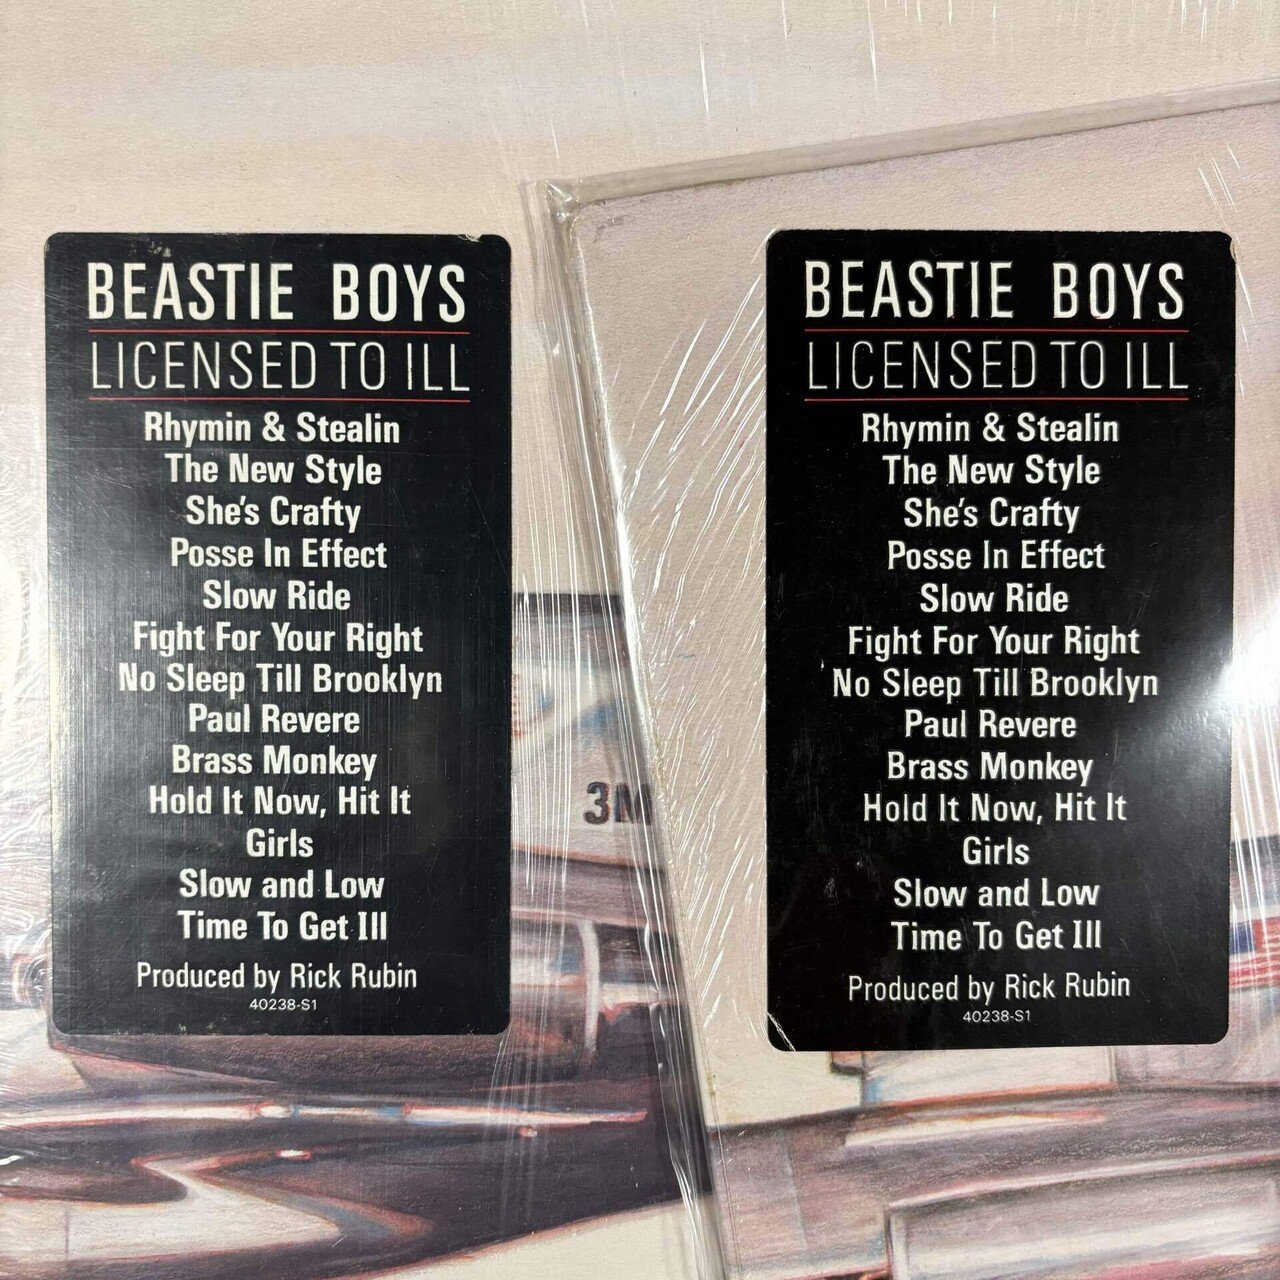 BEASTIE BOYS
LICENSED TO ILL
Rhymin & Stealin
The New Style
She's Crafty
Posse In Effect
Slow Ride
Fight For Your Right
No Sleep Till Brooklyn
Paul Revere
Brass Monkey
Hold It Now, Hit It
Girls
Slow and Low
Time To Get Ill
Produced by Rick Rubin
40238-S1
3M
BEASTIE BOYS
LICENSED TO ILL
Rhymin & Stealin
The New Style
She's Crafty
Posse In Effect
Slow Ride
Fight For Your Right
No Sleep Till Brooklyn
Paul Revere
Brass Monkey
Hold It Now, Hit It
Girls
Slow and Low
Time To Get Ill
Produced by Rick Rubin
40238-S1